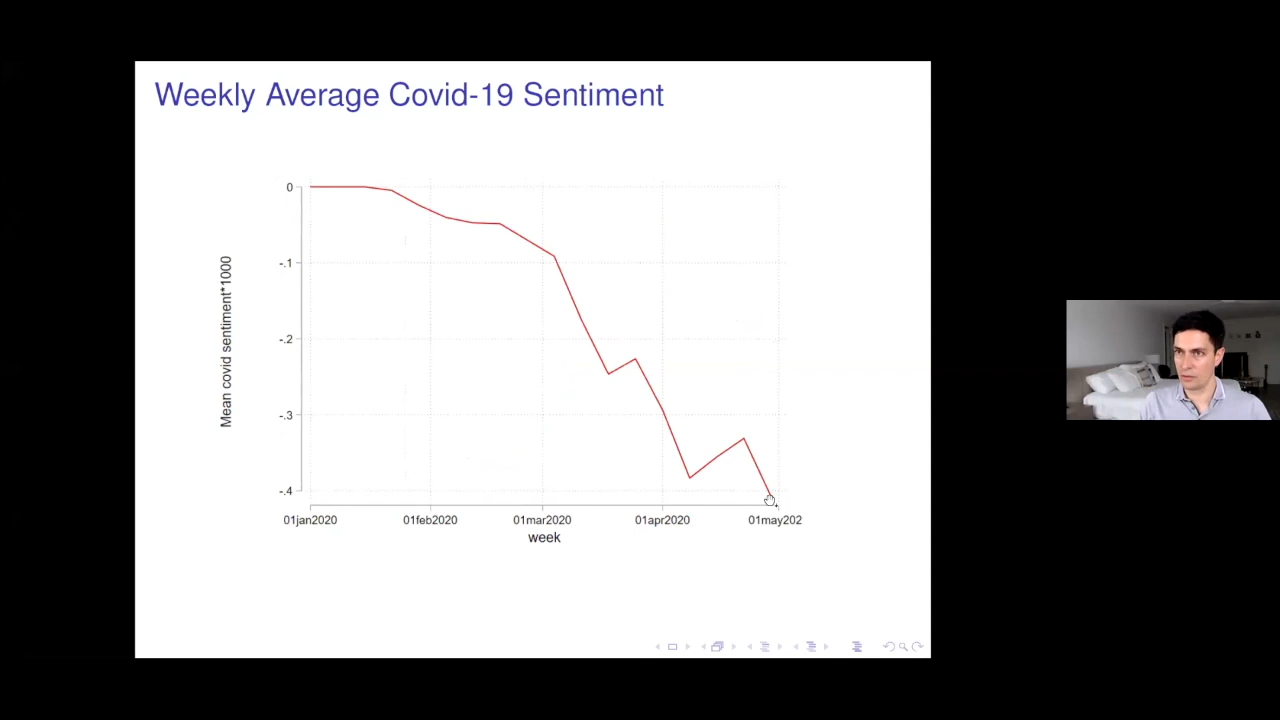 Weekly Average Covid-19 Sentiment
Mean covid sentiment*1000
0
-.1
-.2
-.3
-.4
01jan2020 01feb2020 01mar2020 01apr2020 01may202
week